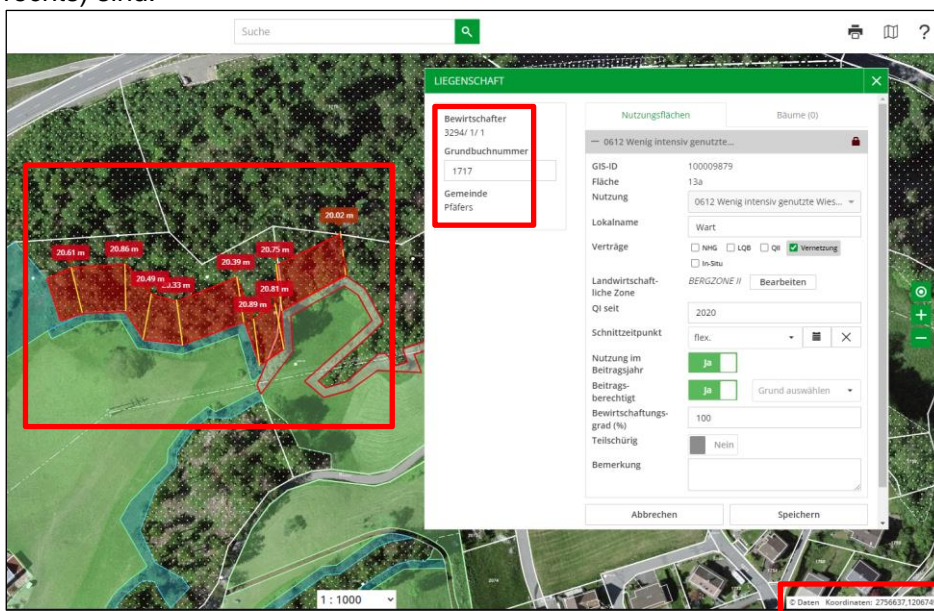 rechts) sind.
Suche
?
LIEGENSCHAFT
Bewirtschafter
3294/ 1/ 1
Grundbuchnummer
1717
Gemeinde
Pfäfers
Nutzungsflächen
Bäume (0)
0612 Wenig intensiv genutzte...
GIS-ID 100009879
Fläche 13a
Nutzung 0612 Wenig intensiv genutzte Wies...
Lokalname Wart
Verträge NHG LQB QII Vernetzung
In-Situ
Landwirtschaft-
liche Zone BERGZONE II Bearbeiten
QI seit 2020
Schnittzeitpunkt flex.
Nutzung im
Beitragsjahr Ja
Beitrags-
berechtigt Ja Grund auswählen
Bewirtschaftungs-
grad (%) 100
Teilschürig Nein
Bemerkung
Abbrechen Speichern
20.02 m
20.61 m
20.86 m
20.75 m
20.39 m
20.49 m
20.81 m
20.89 m
1 : 1000
© Daten Koordinaten: 2756637,120674